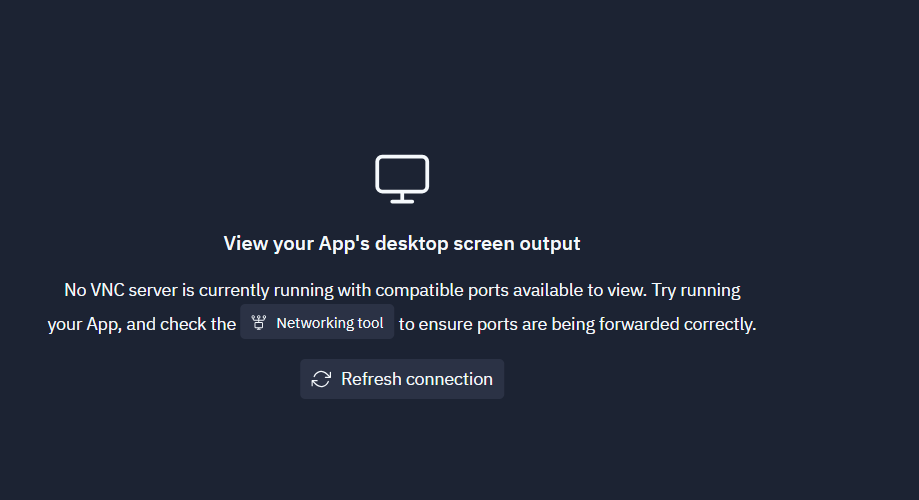 View your App's desktop screen output
No VNC server is currently running with compatible ports available to view. Try running
your App, and check the Networking tool to ensure ports are being forwarded correctly.
Refresh connection